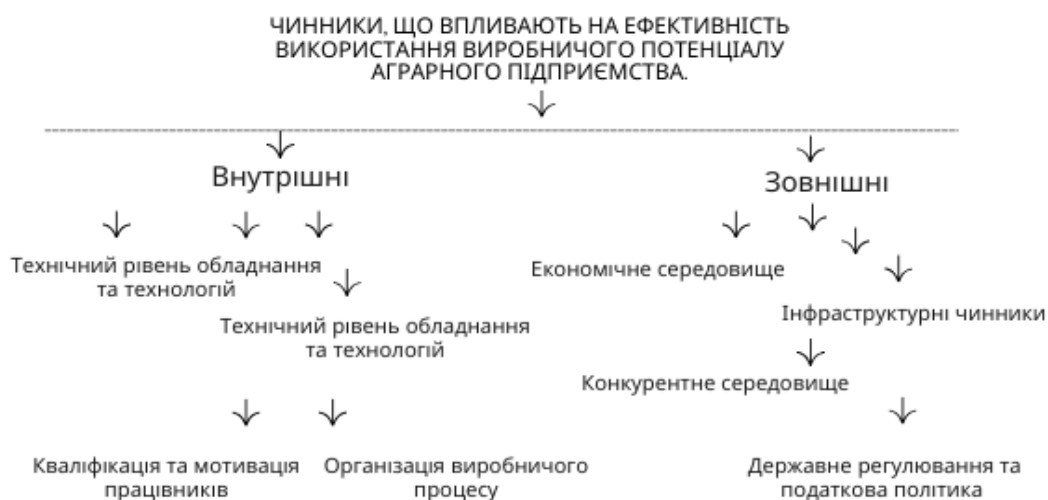 ЧИННИКИ, ЩО ВПЛИВАЮТЬ НА ЕФЕКТИВНІСТЬ
ВИКОРИСТАННЯ ВИРОБНИЧОГО ПОТЕНЦІАЛУ
АГРАРНОГО ПІДПРИЄМСТВА.
Внутрішні
Зовнішні
Технічний рівень обладнання
та технологій
Економічне середовище
Технічний рівень обладнання
та технологій
Інфраструктурні чинники
Конкурентне середовище
Кваліфікація та мотивація
працівників
Організація виробничого
процесу
Державне регулювання та
податкова політика